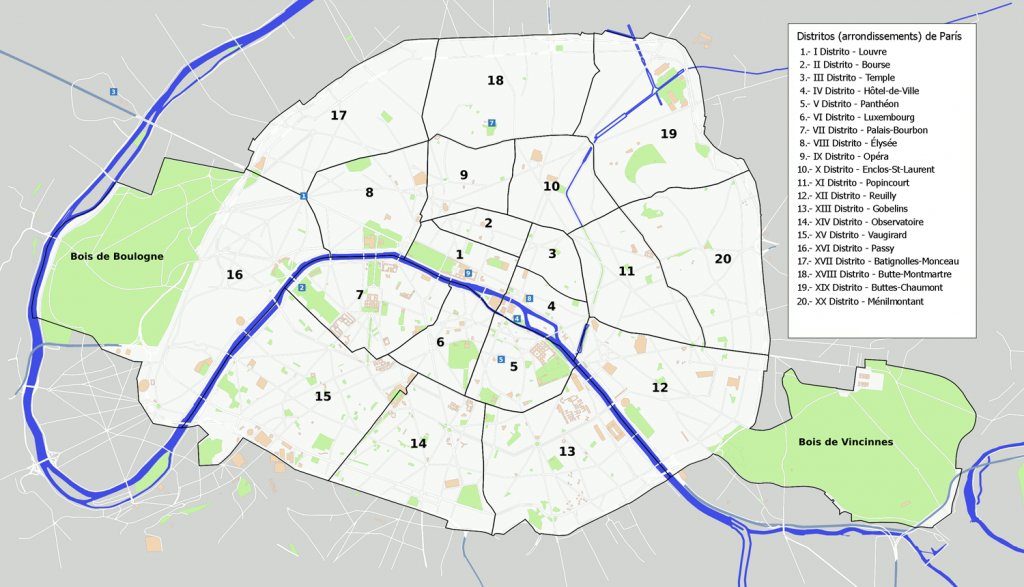 Distritos (arrondissements) de París
1.- I Distrito - Louvre
2.- II Distrito - Bourse
3.- III Distrito - Temple
4.- IV Distrito - Hôtel-de-Ville
5.- V Distrito - Panthéon
6.- VI Distrito - Luxembourg
7.- VII Distrito - Palais-Bourbon
8.- VIII Distrito - Élysée
9.- IX Distrito - Opéra
10.- X Distrito - Enclos-St-Laurent
11.- XI Distrito - Popincourt
12.- XII Distrito - Reuilly
13.- XIII Distrito - Gobelins
14.- XIV Distrito - Observatoire
15.- XV Distrito - Vaugirard
16.- XVI Distrito - Passy
17.- XVII Distrito - Batignolles-Monceau
18.- XVIII Distrito - Butte-Montmartre
19.- XIX Distrito - Buttes-Chaumont
20.- XX Distrito - Ménilmontant
18
3
17
7
19
9
8
10
1
2
Bois de Boulogne
1
3
20
16
11
9
2
7
8
4
4
6
5
5
12
15
Bois de Vincinnes
14
13